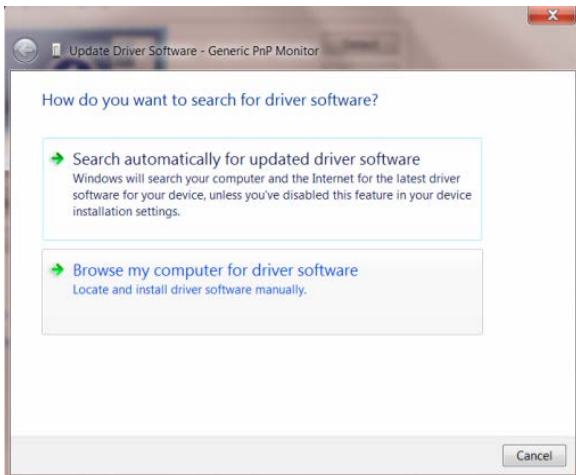 Update Driver Software - Generic PnP Monitor
How do you want to search for driver software?
Search automatically for updated driver software
Windows will search your computer and the Internet for the latest driver
software for your device, unless you've disabled this feature in your device
installation settings.
Browse my computer for driver software
Locate and install driver software manually.
Cancel